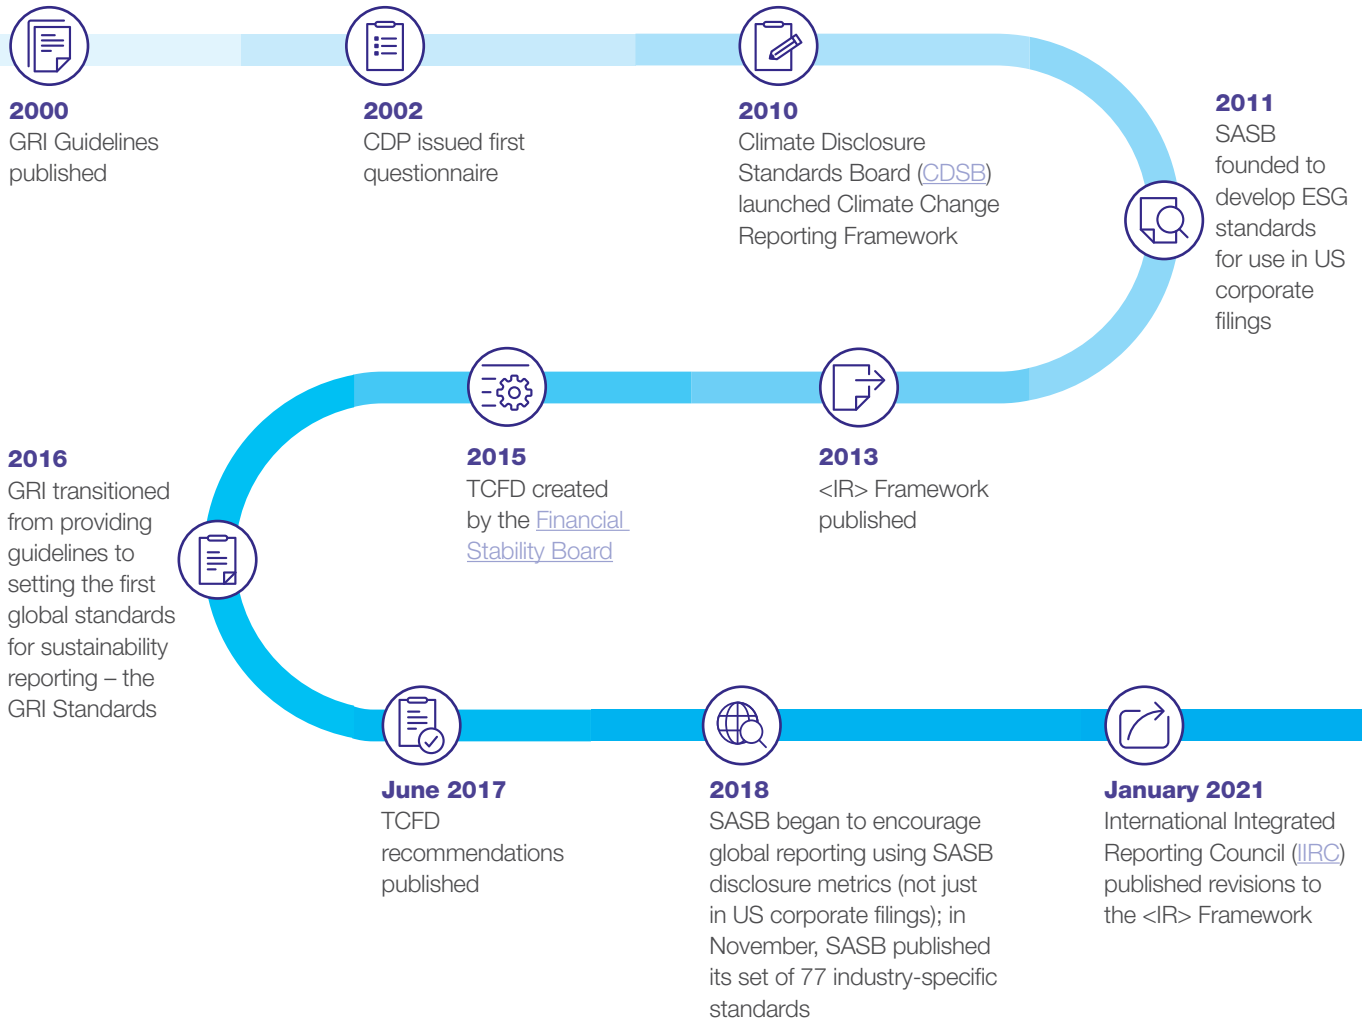 2000
GRI Guidelines
published
2002
CDP issued first
questionnaire
2010
Climate Disclosure
Standards Board (CDSB)
launched Climate Change
Reporting Framework
2011
SASB
founded to
develop ESG
standards
for use in US
corporate
filings
2013
<IR> Framework
published
2015
TCFD created
by the Financial
Stability Board
2016
GRI transitioned
from providing
guidelines to
setting the first
global standards
for sustainability
reporting – the
GRI Standards
June 2017
TCFD
recommendations
published
2018
SASB began to encourage
global reporting using SASB
disclosure metrics (not just
in US corporate filings); in
November, SASB published
its set of 77 industry-specific
standards
January 2021
International Integrated
Reporting Council (IIRC)
published revisions to
the <IR> Framework